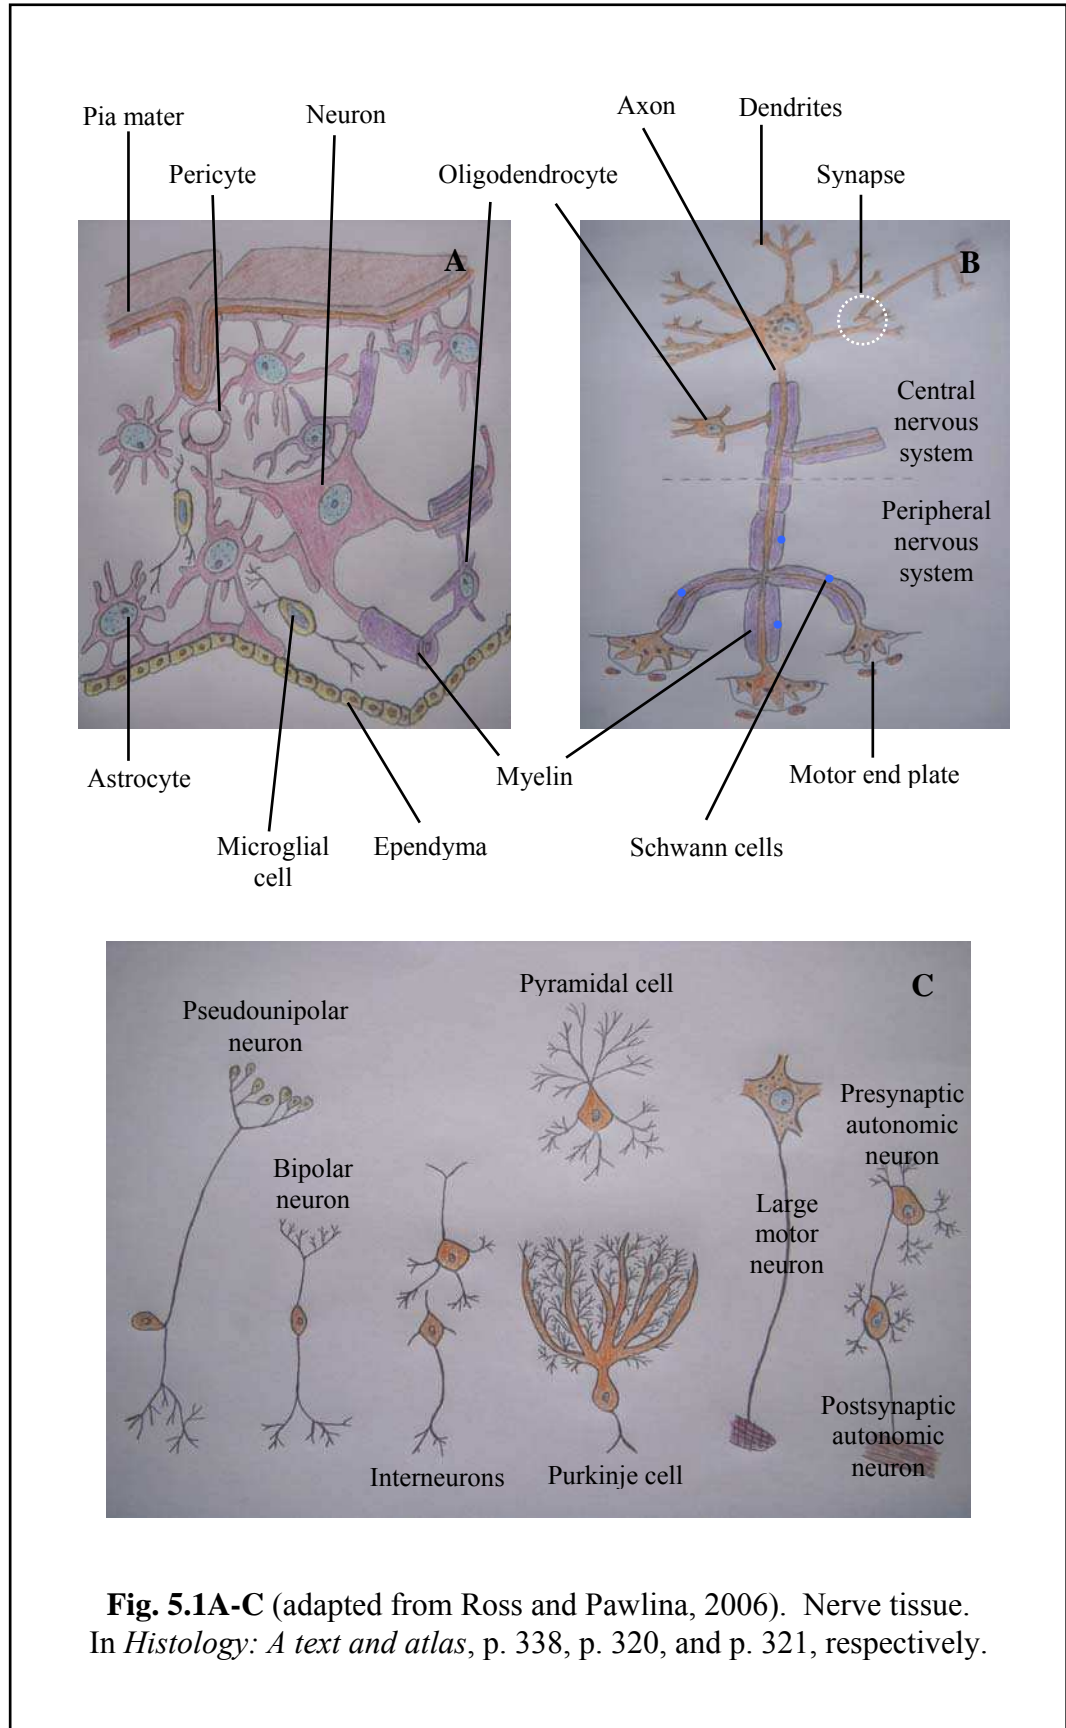 Pia mater
Neuron
Axon
Dendrites
Pericyte
Oligodendrocyte
Synapse
A
B
Central
nervous
system
Peripheral
nervous
system
Astrocyte
Myelin
Motor end plate
Microglial
cell
Ependyma
Schwann cells
C
Pyramidal cell
Pseudounipolar
neuron
Bipolar
neuron
Presynaptic
autonomic
neuron
Large
motor
neuron
Postsynaptic
autonomic
neuron
Interneurons
Purkinje cell
Fig. 5.1A-C (adapted from Ross and Pawlina, 2006). Nerve tissue.
In Histology: A text and atlas, p. 338, p. 320, and p. 321, respectively.